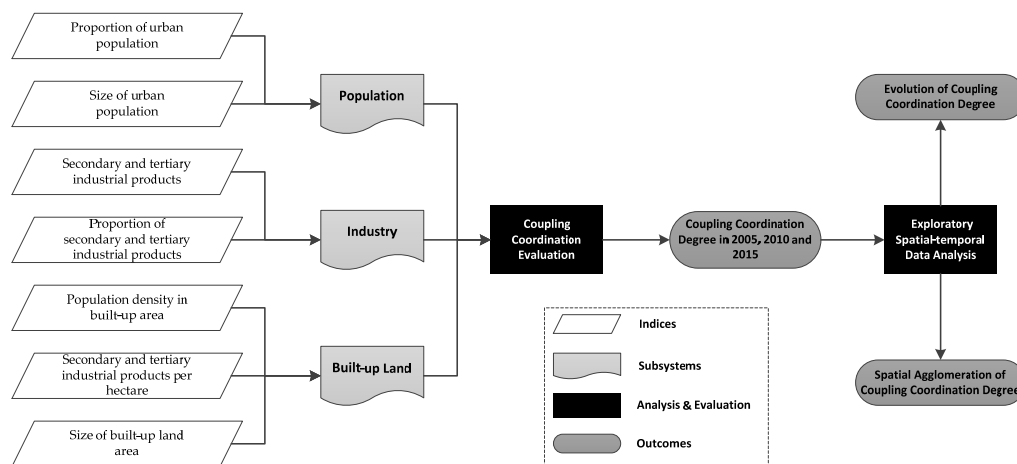 Proportion of urban
population
Size of urban
population
Secondary and tertiary
industrial products
Proportion of
secondary and tertiary
industrial products
Population density in
built-up area
Secondary and tertiary
industrial products per
hectare
Size of built-up land
area
Population
Industry
Built-up Land
Coupling
Coordination
Evaluation
Coupling Coordination
Degree in 2005, 2010 and
2015
Exploratory
Spatial-temporal
Data Analysis
Evolution of Coupling
Coordination Degree
Spatial Agglomeration of
Coupling Coordination Degree
Indices
Subsystems
Analysis & Evaluation
Outcomes